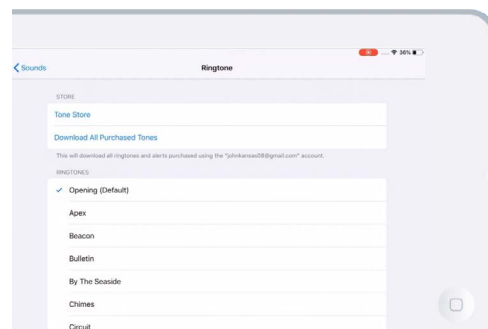 36%
Sounds
Ringtone
STORE
Tone Store
Download All Purchased Tones
This will download all ringtones and alerts purchased using the "johnkansas08@gmail.com" account.
RINGTONES
Opening (Default)
Apex
Beacon
Bulletin
By The Seaside
Chimes
Circuit